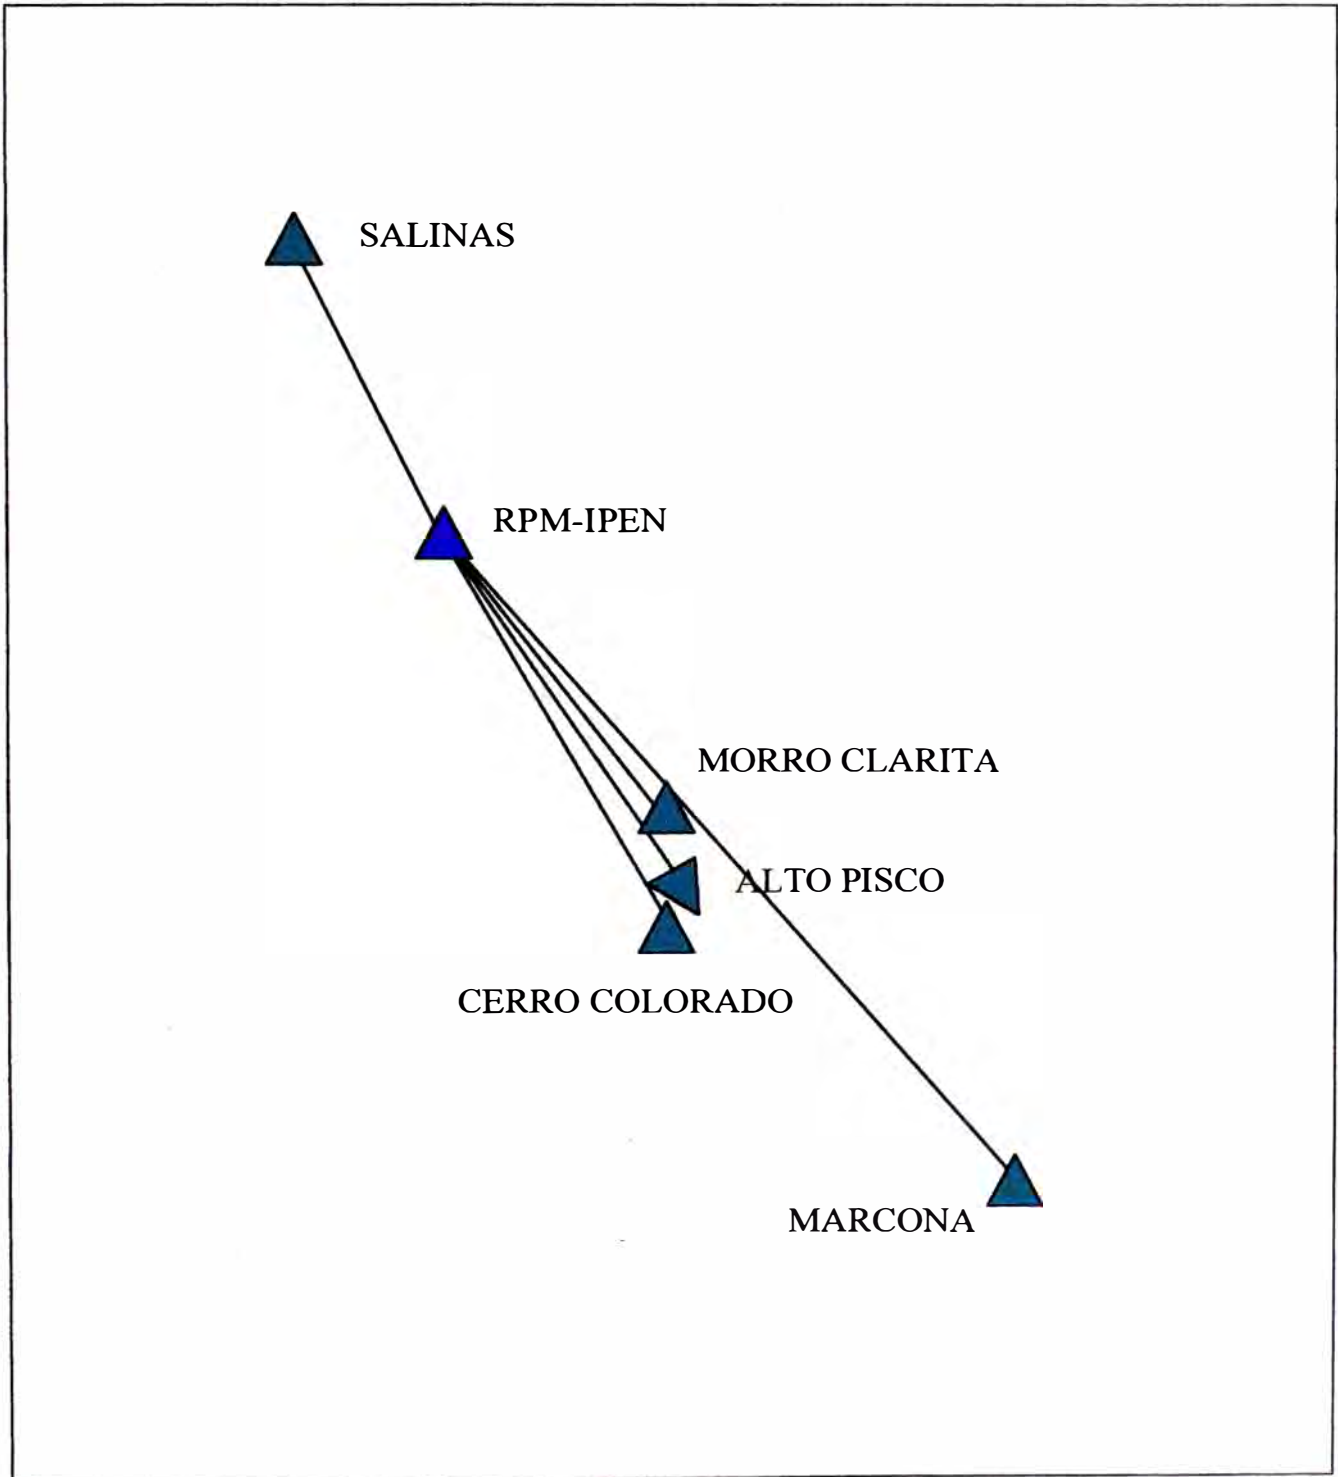 SALINAS
RPM-IPEN
MORRO CLARITA
ALTO PISCO
CERRO COLORADO
MARCONA